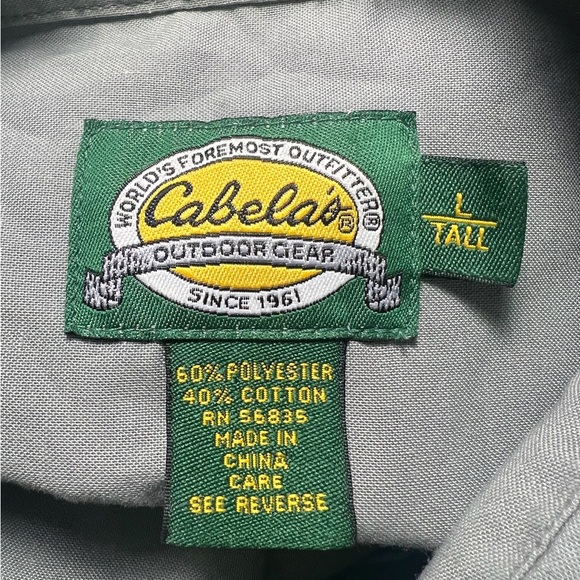 WORLD'S FOREMOST OUTFITTER®
Cabela's®
OUTDOOR GEAR
SINCE 1961
L
TALL
60% POLYESTER
40% COTTON
RN 56835
MADE IN
CHINA
CARE
SEE REVERSE